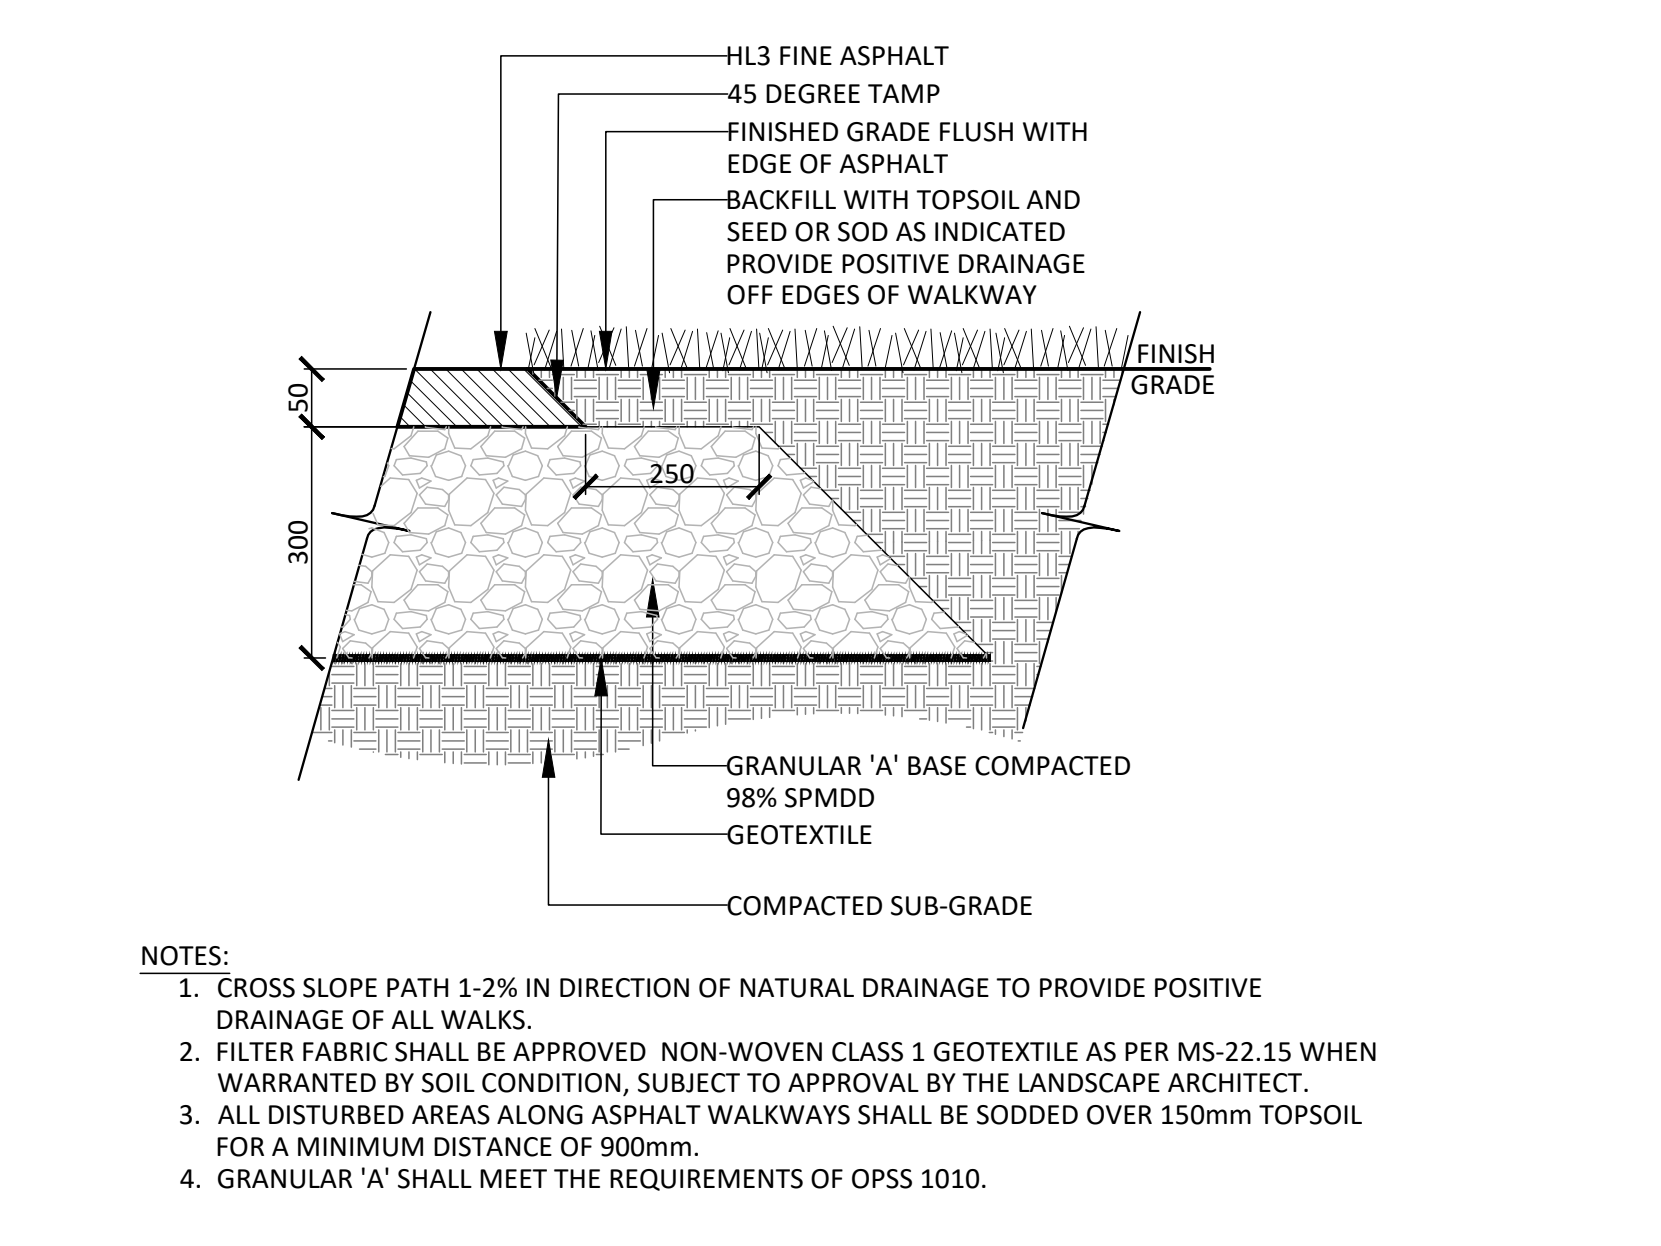 HL3 FINE ASPHALT
45 DEGREE TAMP
FINISHED GRADE FLUSH WITH
EDGE OF ASPHALT
BACKFILL WITH TOPSOIL AND
SEED OR SOD AS INDICATED
PROVIDE POSITIVE DRAINAGE
OFF EDGES OF WALKWAY
FINISH
GRADE
50
250
300
GRANULAR 'A' BASE COMPACTED
98% SPMDD
GEOTEXTILE
COMPACTED SUB-GRADE
NOTES:
1. CROSS SLOPE PATH 1-2% IN DIRECTION OF NATURAL DRAINAGE TO PROVIDE POSITIVE
DRAINAGE OF ALL WALKS.
2. FILTER FABRIC SHALL BE APPROVED NON-WOVEN CLASS 1 GEOTEXTILE AS PER MS-22.15 WHEN
WARRANTED BY SOIL CONDITION, SUBJECT TO APPROVAL BY THE LANDSCAPE ARCHITECT.
3. ALL DISTURBED AREAS ALONG ASPHALT WALKWAYS SHALL BE SODDED OVER 150mm TOPSOIL
FOR A MINIMUM DISTANCE OF 900mm.
4. GRANULAR 'A' SHALL MEET THE REQUIREMENTS OF OPSS 1010.